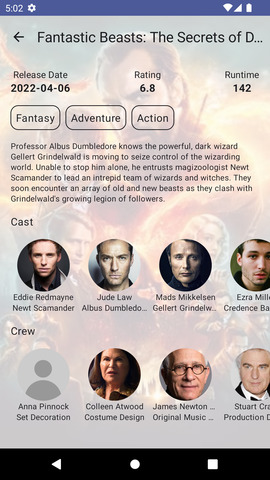 5:02
Fantastic Beasts: The Secrets of D...
Release Date Rating Runtime
2022-04-06 6.8 142
Fantasy Adventure Action
Professor Albus Dumbledore knows the powerful, dark wizard
Gellert Grindelwald is moving to seize control of the wizarding
world. Unable to stop him alone, he entrusts magizoologist Newt
Scamander to lead an intrepid team of wizards and witches. They
soon encounter an array of old and new beasts as they clash with
Grindelwald's growing legion of followers.
Cast
Eddie Redmayne Jude Law Mads Mikkelsen Ezra Mille
Newt Scamander Albus Dumbledo... Gellert Grindelw... Credence Ba
Crew
Anna Pinnock Colleen Atwood James Newton ... Stuart Cra
Set Decoration Costume Design Original Music ... Production D